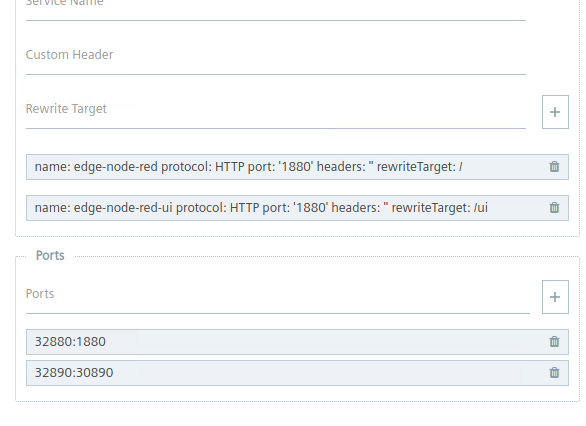 Service Name
Custom Header
Rewrite Target
name: edge-node-red protocol: HTTP port: '1880' headers: '' rewriteTarget: /
name: edge-node-red-ui protocol: HTTP port: '1880' headers: '' rewriteTarget: /ui
Ports
Ports
32880:1880
32890:30890